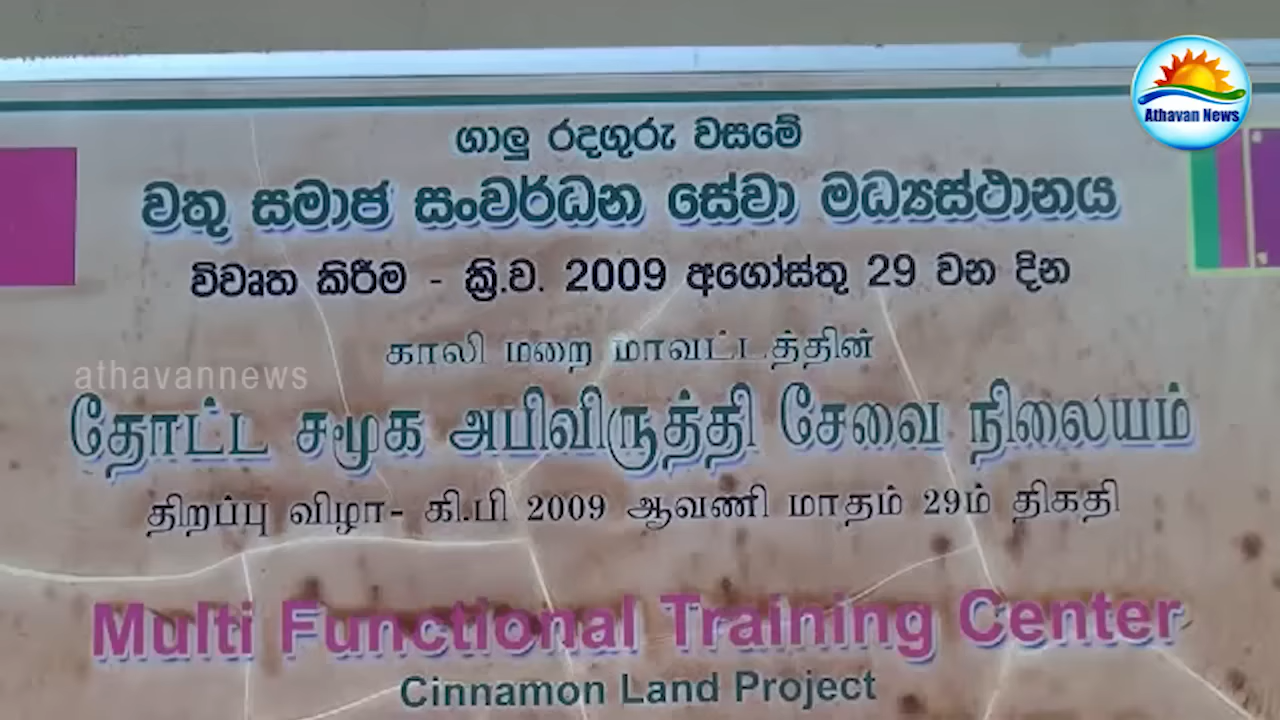 Athavan News
ගාලු රදගුරු වසමේ
වතු සමාජ සංවර්ධන සේවා මධ්‍යස්ථානය
විවෘත කිරීම - ක්‍රි.ව. 2009 අගෝස්තු 29 වන දින
காலி மறை மாவட்டத்தின்
athavannews
தோட்ட சமூக அபிவிருத்தி சேவை நிலையம்
திறப்பு விழா- கி.பி 2009 ஆவணி மாதம் 29ம் திகதி
Multi Functional Training Center
Cinnamon Land Project